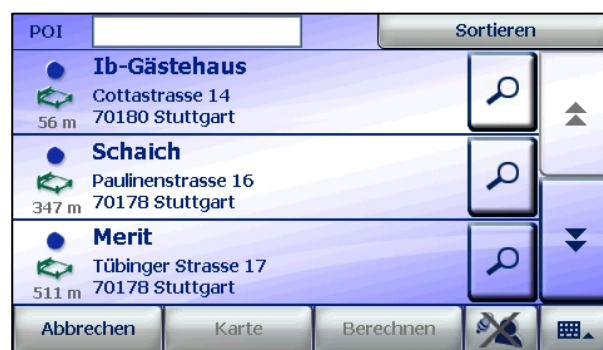 POI
Sortieren
Ib-Gästehaus
Cottastrasse 14
56 m 70180 Stuttgart
Schaich
Paulinenstrasse 16
347 m 70178 Stuttgart
Merit
Tübinger Strasse 17
511 m 70178 Stuttgart
Abbrechen Karte Berechnen